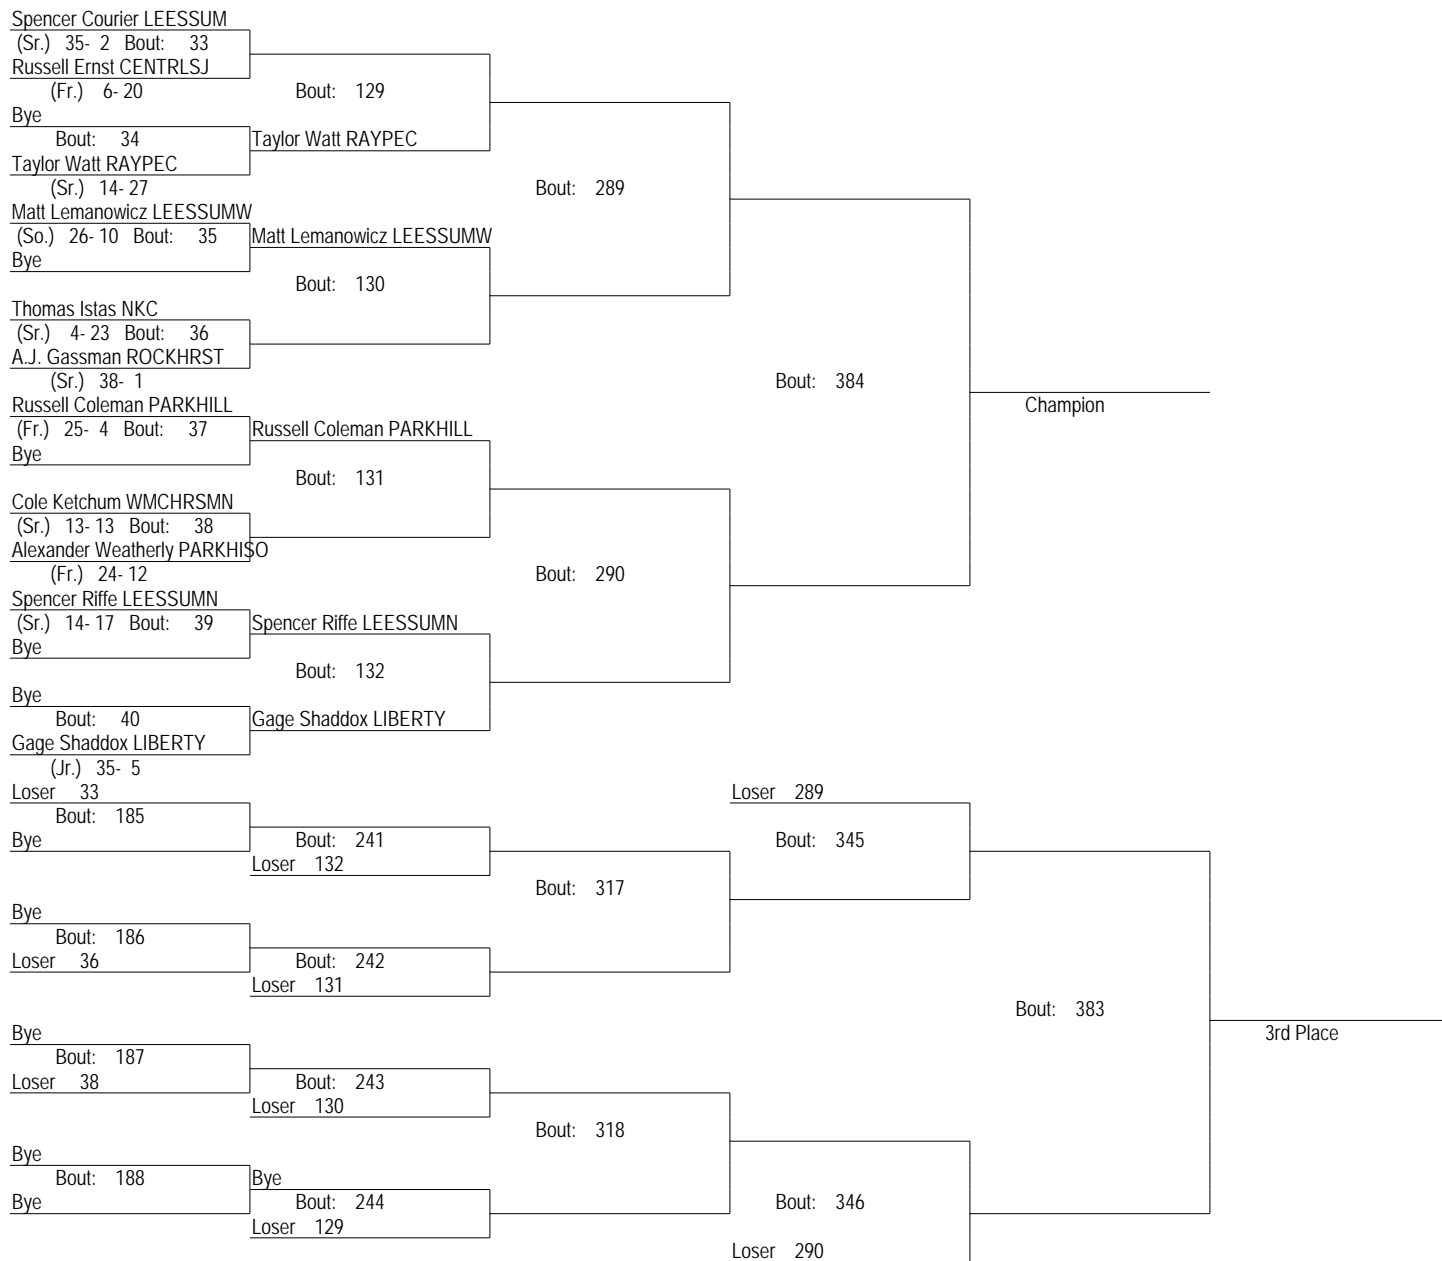 Spencer Courier LEESSUM
(Sr.) 35- 2 Bout: 33
Russell Ernst CENTRLSJ
(Fr.) 6- 20 Bout: 129
Bye
Bout: 34 Taylor Watt RAYPEC
Taylor Watt RAYPEC
(Sr.) 14- 27 Bout: 289
Matt Lemanowicz LEESSUMW
(So.) 26- 10 Bout: 35 Matt Lemanowicz LEESSUMW
Bye
Bout: 130
Thomas Istas NKC
(Sr.) 4- 23 Bout: 36
A.J. Gassman ROCKHRST
(Sr.) 38- 1 Bout: 384
Russell Coleman PARKHILL Champion
(Fr.) 25- 4 Bout: 37 Russell Coleman PARKHILL
Bye
Bout: 131
Cole Ketchum WMCHRSMN
(Sr.) 13- 13 Bout: 38
Alexander Weatherly PARKHISO
(Fr.) 24- 12 Bout: 290
Spencer Riffe LEESSUMN
(Sr.) 14- 17 Bout: 39 Spencer Riffe LEESSUMN
Bye
Bout: 132
Bye
Bout: 40 Gage Shaddox LIBERTY
Gage Shaddox LIBERTY
(Jr.) 35- 5
Loser 33 Loser 289
Bout: 185
Bye Bout: 241 Bout: 345
Loser 132
Bout: 317
Bye
Bout: 186
Loser 36 Bout: 242
Loser 131
Bout: 383
Bye 3rd Place
Bout: 187
Loser 38 Bout: 243
Loser 130
Bout: 318
Bye
Bout: 188 Bye
Bye Bout: 244 Bout: 346
Loser 129
Loser 290